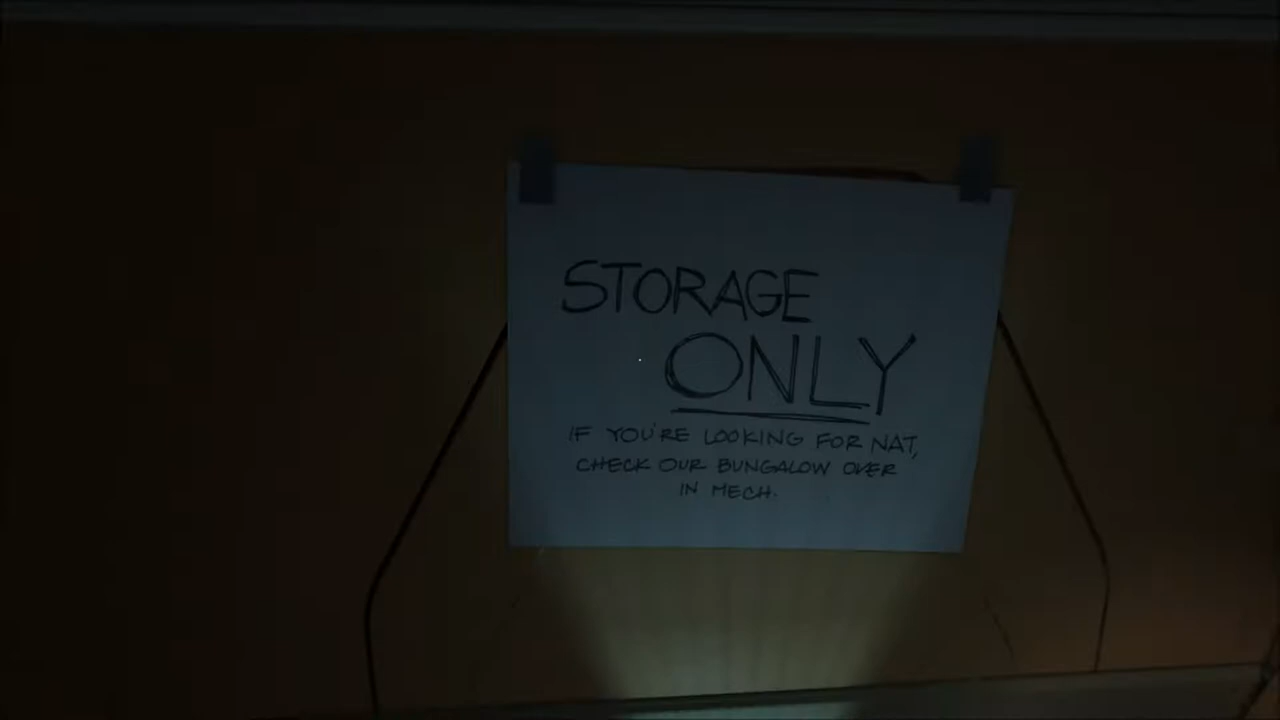 STORAGE
ONLY
IF YOU'RE LOOKING FOR NAT,
CHECK OUR BUNGALOW OVER
IN MECH.